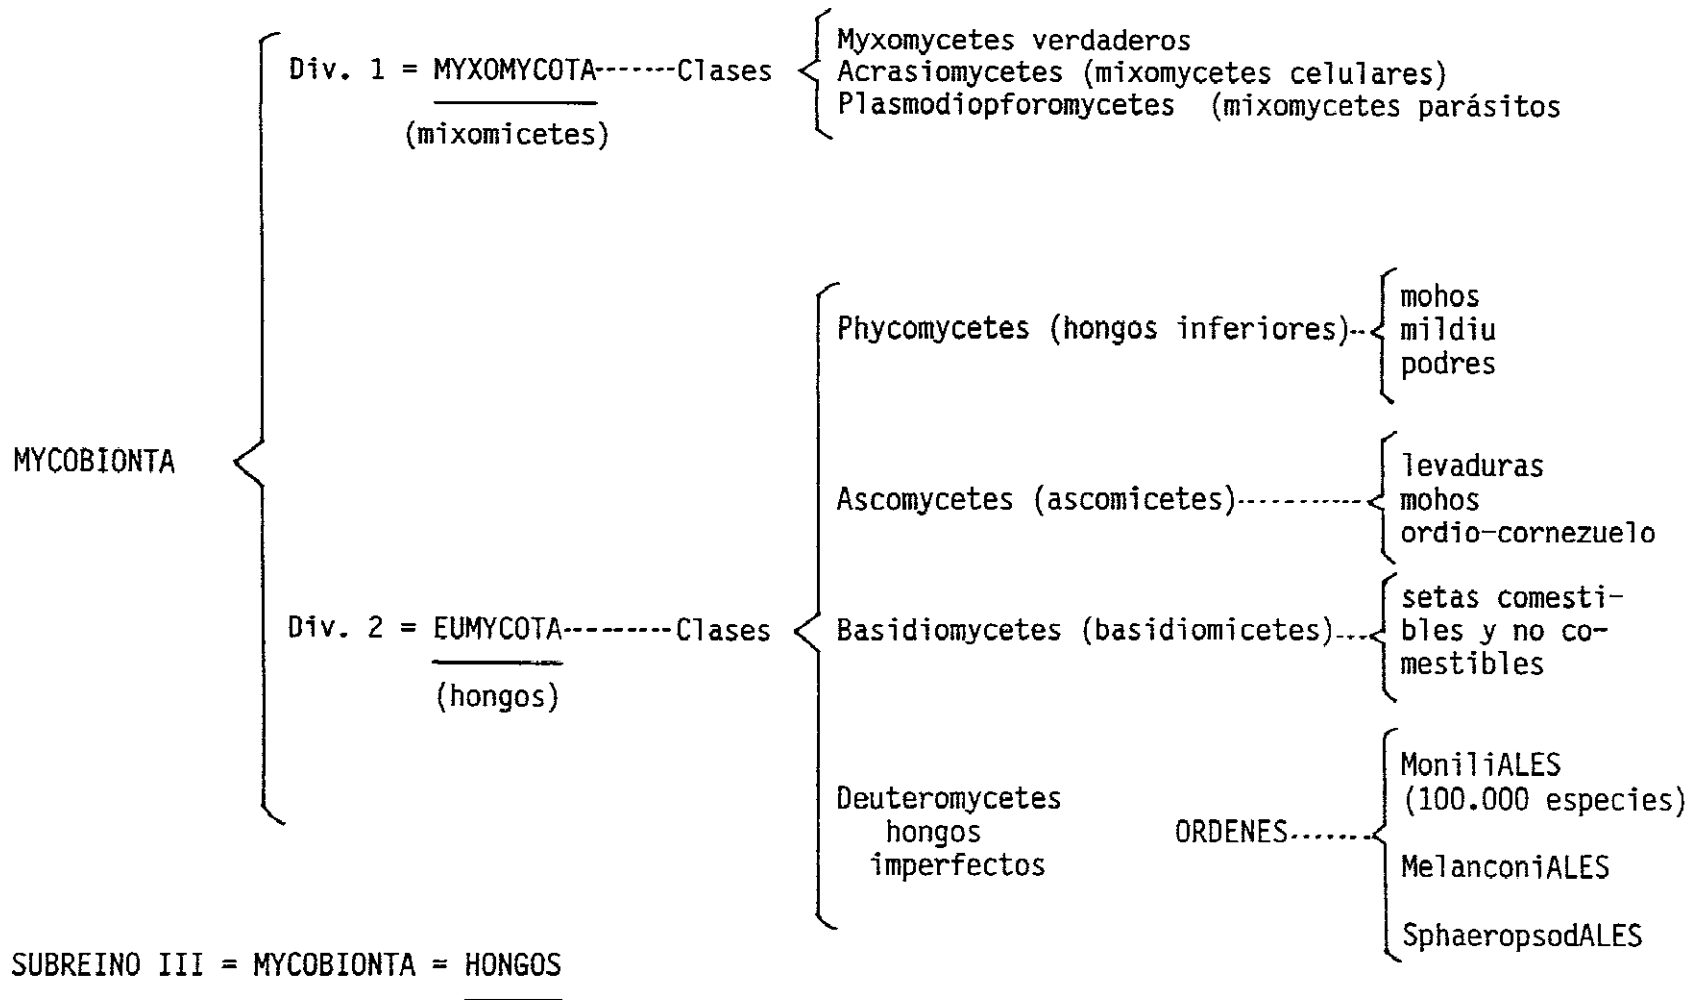 Myxomycetes verdaderos
Div. 1 = MYXOMYCOTA-------Clases
Acrasiomycetes (mixomycetes celulares)
Plasmodiopforomycetes (mixomycetes parásitos
(mixomicetes)
mohos
Phycomycetes (hongos inferiores)--
mildiu
podres
MYCOBIONTA
levaduras
Ascomycetes (ascomicetes)-----------
mohos
ordio-cornezuelo
Div. 2 = EUMYCOTA---------Clases
Basidiomycetes (basidiomicetes)----
setas comesti-
bles y no co-
mestibles
(hongos)
MoniliALES
(100.000 especies)
Deuteromycetes
hongos
imperfectos
ORDENES.......
MelanconiALES
SphaeropsodALES
SUBREINO III = MYCOBIONTA = HONGOS